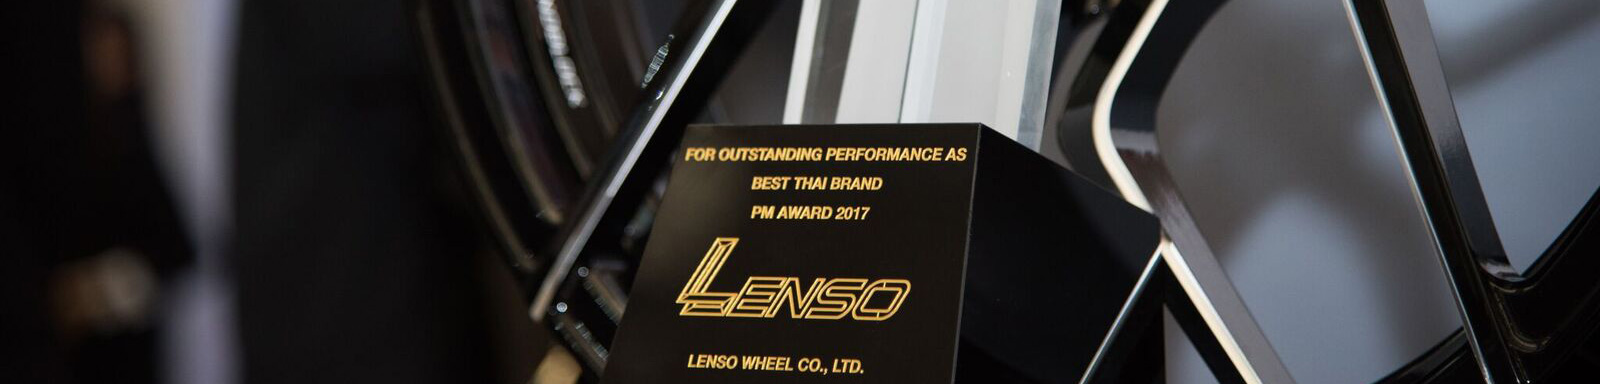 FOR OUTSTANDING PERFORMANCE AS
BEST THAI BRAND
PM AWARD 2017
LENSO
LENSO WHEEL CO., LTD.